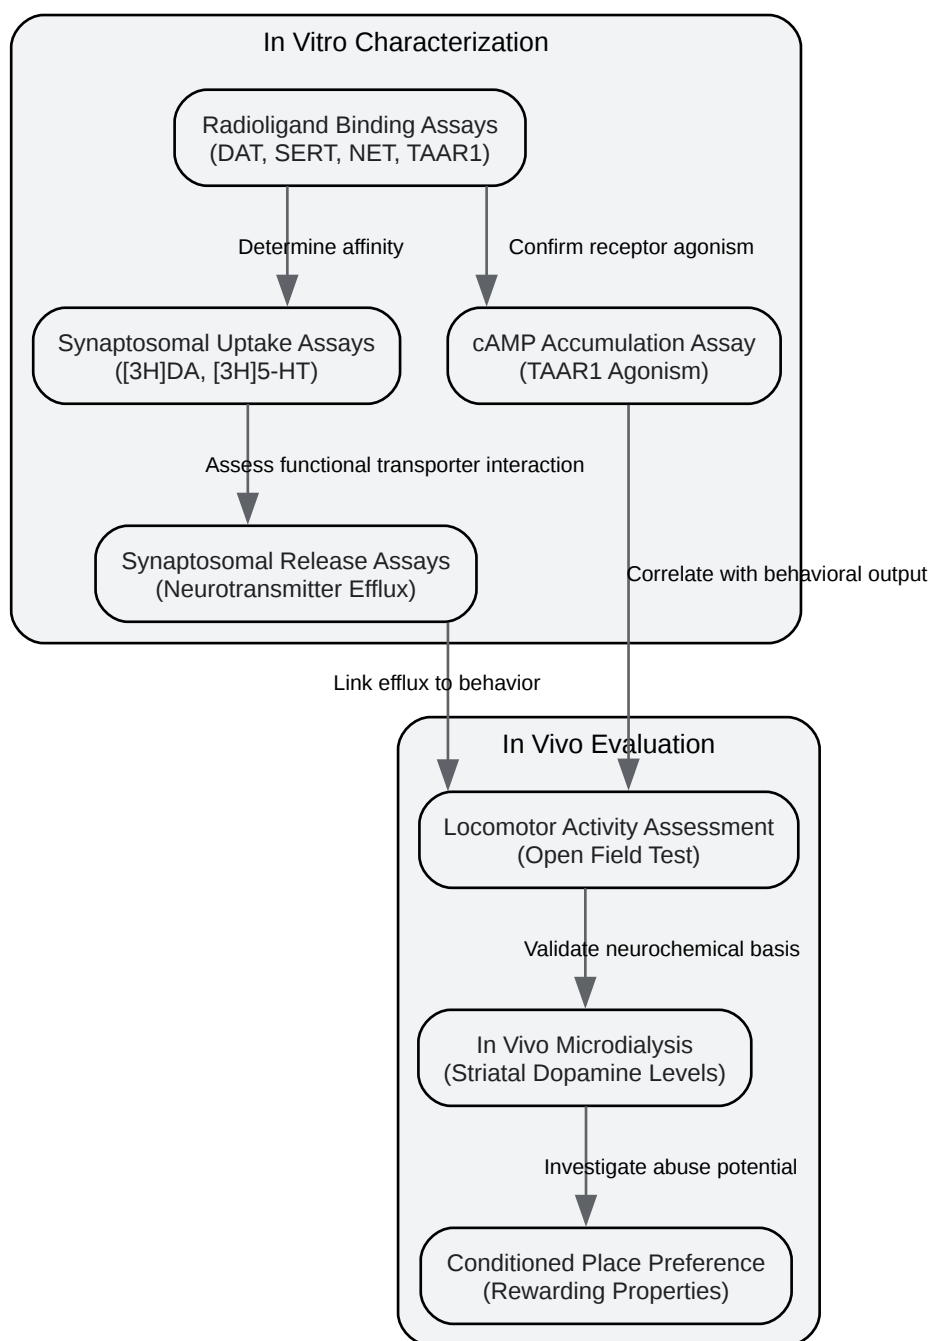 In Vitro Characterization
Radioligand Binding Assays
(DAT, SERT, NET, TAAR1)
Determine affinity
Confirm receptor agonism
Synaptosomal Uptake Assays
([3H]DA, [3H]5-HT)
cAMP Accumulation Assay
(TAAR1 Agonism)
Assess functional transporter interaction
Synaptosomal Release Assays
(Neurotransmitter Efflux)
Correlate with behavioral output
Link efflux to behavior
In Vivo Evaluation
Locomotor Activity Assessment
(Open Field Test)
Validate neurochemical basis
In Vivo Microdialysis
(Striatal Dopamine Levels)
Investigate abuse potential
Conditioned Place Preference
(Rewarding Properties)